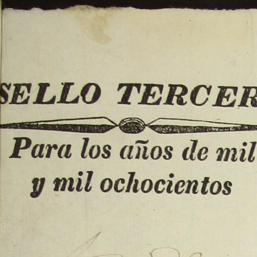 SELLO TERCER
Para los años de mil
y mil ochocientos